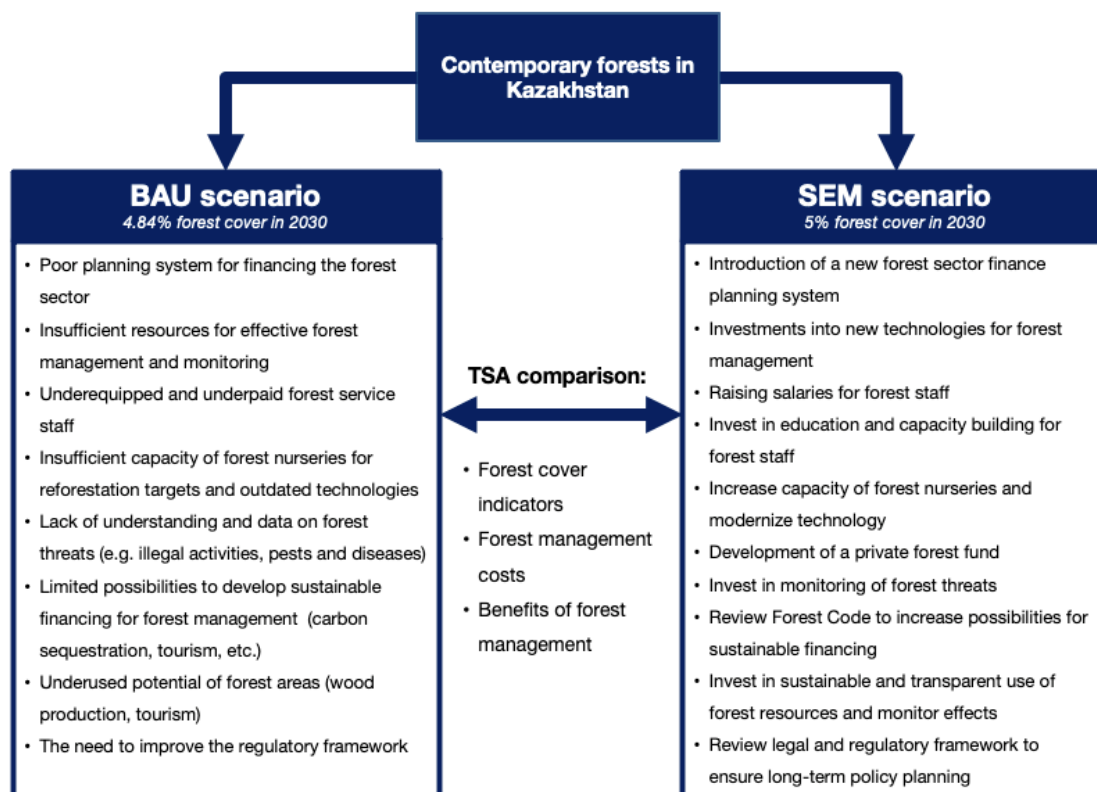 Contemporary forests in
Kazakhstan
BAU scenario
4.84% forest cover in 2030
• Poor planning system for financing the forest
sector
• Insufficient resources for effective forest
management and monitoring
• Underequipped and underpaid forest service
staff
• Insufficient capacity of forest nurseries for
reforestation targets and outdated technologies
• Lack of understanding and data on forest
threats (e.g. illegal activities, pests and diseases)
• Limited possibilities to develop sustainable
financing for forest management (carbon
sequestration, tourism, etc.)
• Underused potential of forest areas (wood
production, tourism)
• The need to improve the regulatory framework
TSA comparison:
• Forest cover
indicators
• Forest management
costs
• Benefits of forest
management
SEM scenario
5% forest cover in 2030
• Introduction of a new forest sector finance
planning system
• Investments into new technologies for forest
management
• Raising salaries for forest staff
• Invest in education and capacity building for
forest staff
• Increase capacity of forest nurseries and
modernize technology
• Development of a private forest fund
• Invest in monitoring of forest threats
• Review Forest Code to increase possibilities for
sustainable financing
• Invest in sustainable and transparent use of
forest resources and monitor effects
• Review legal and regulatory framework to
ensure long-term policy planning